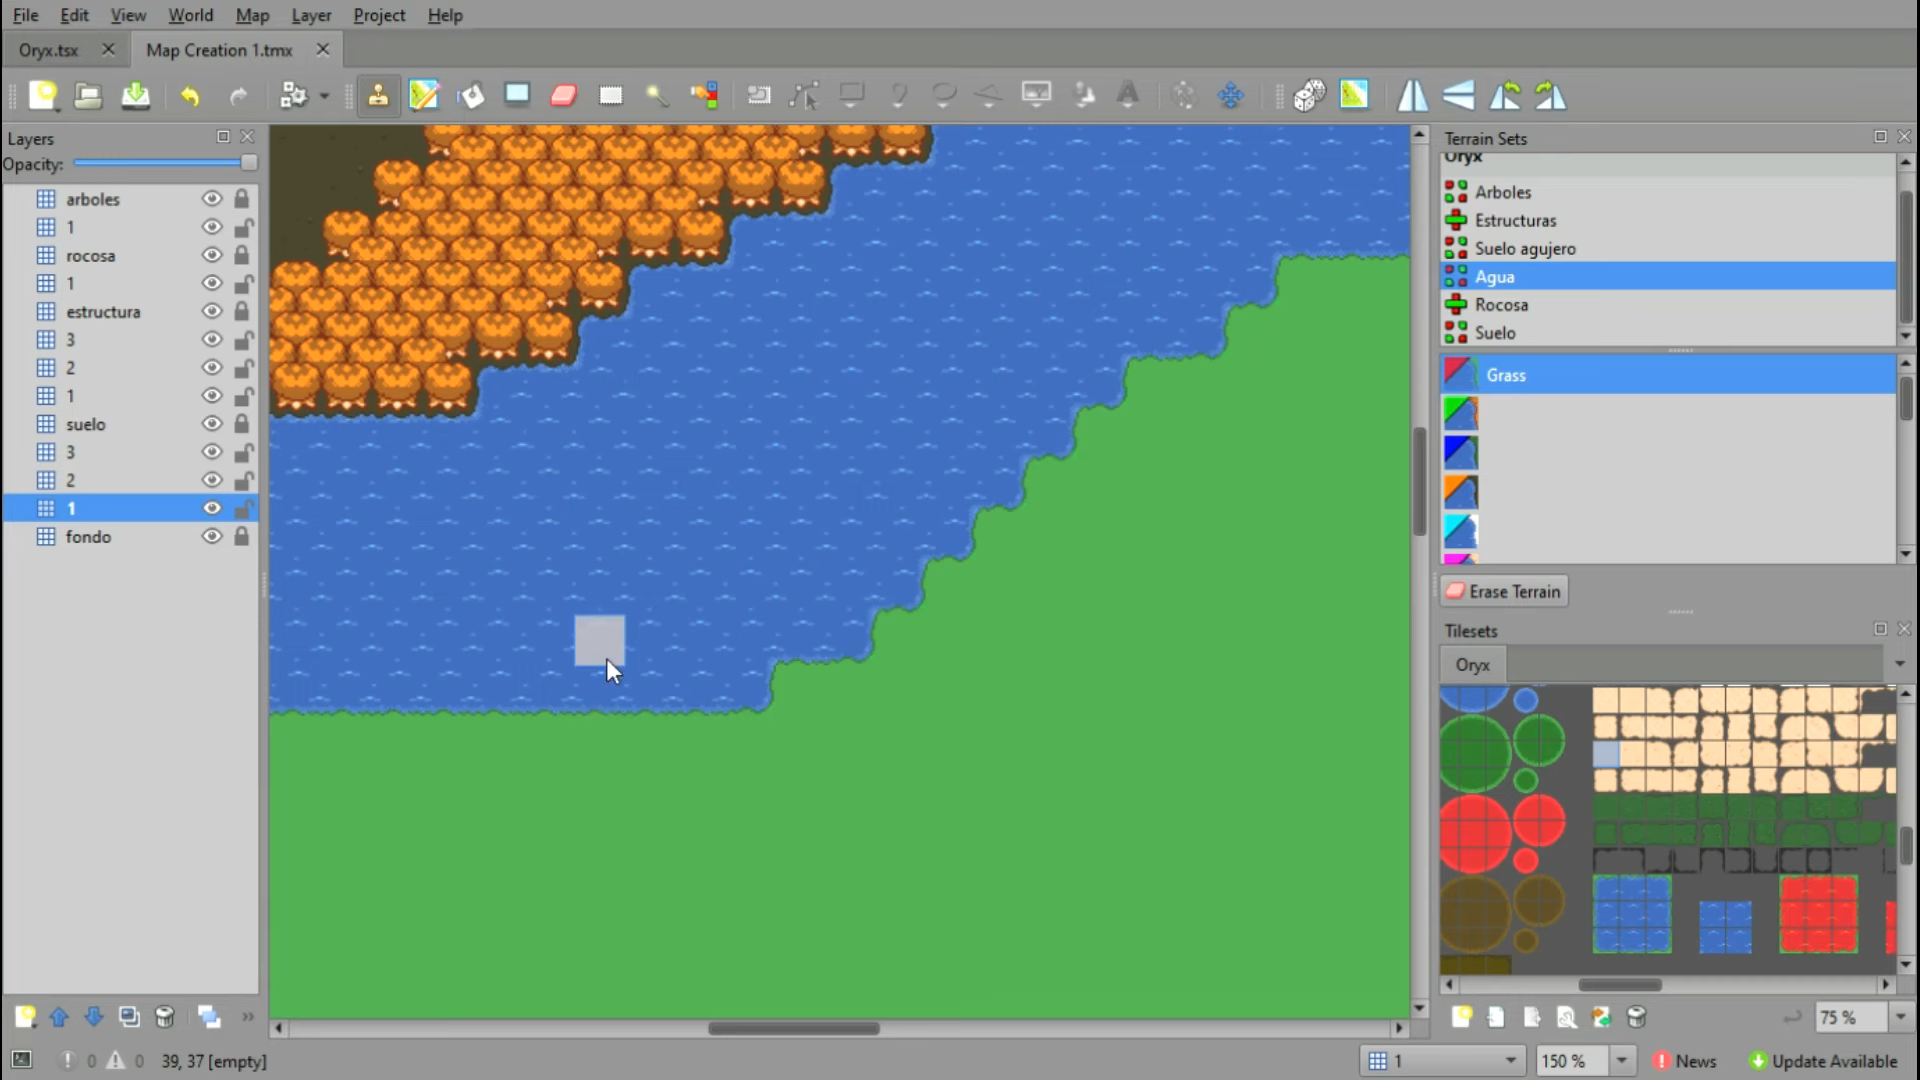 File Edit View World Map Layer Project Help
Oryx.tsx Map Creation 1.tmx
Layers
Opacity:
arboles
1
rocosa
1
estructura
3
2
1
suelo
3
2
1
fondo
Terrain Sets
Oryx
Arboles
Estructuras
Suelo agujero
Agua
Rocosa
Suelo
Grass
Erase Terrain
Tilesets
Oryx
75 %
0 0 39, 37 [empty]
1 150 % News Update Available